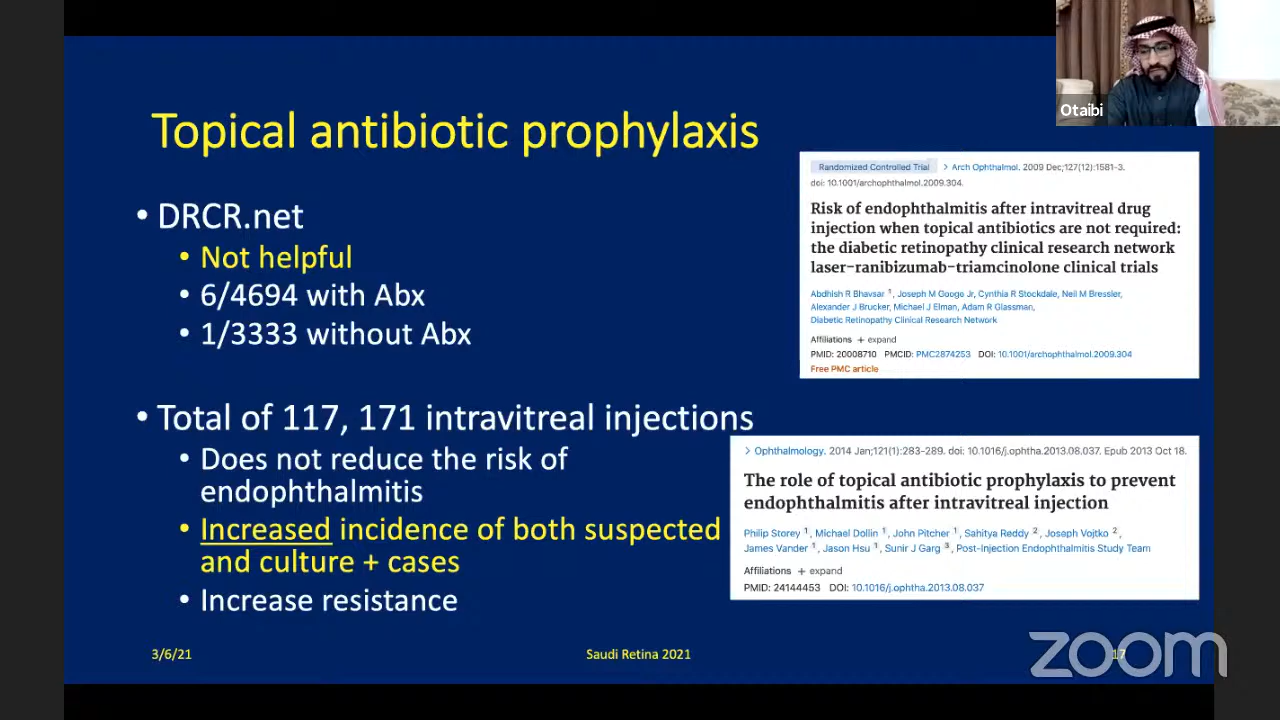 Otaibi
Topical antibiotic prophylaxis
• DRCR.net
• Not helpful
• 6/4694 with Abx
• 1/3333 without Abx
• Total of 117, 171 intravitreal injections
• Does not reduce the risk of
endophthalmitis
• Increased incidence of both suspected
and culture + cases
• Increase resistance
Randomized Controlled Trial > Arch Ophthalmol. 2009 Dec;127(12):1581-3.
doi: 10.1001/archophthalmol.2009.304.
Risk of endophthalmitis after intravitreal drug
injection when topical antibiotics are not required:
the diabetic retinopathy clinical research network
laser-ranibizumab-triamcinolone clinical trials
Abdhish R Bhavsar 1, Joseph M Googe Jr, Cynthia R Stockdale, Neil M Bressler,
Alexander J Brucker, Michael J Elman, Adam R Glassman,
Diabetic Retinopathy Clinical Research Network
Affiliations + expand
PMID: 20008710 PMCID: PMC2874253 DOI: 10.1001/archophthalmol.2009.304
Free PMC article
> Ophthalmology. 2014 Jan;121(1):283-289. doi: 10.1016/j.ophtha.2013.08.037. Epub 2013 Oct 18.
The role of topical antibiotic prophylaxis to prevent
endophthalmitis after intravitreal injection
Philip Storey 1, Michael Dollin 1, John Pitcher 1, Sahitya Reddy 2, Joseph Vojtko 2,
James Vander 1, Jason Hsu 1, Sunir J Garg 3, Post-Injection Endophthalmitis Study Team
Affiliations + expand
PMID: 24144453 DOI: 10.1016/j.ophtha.2013.08.037
3/6/21
Saudi Retina 2021
17
zoom